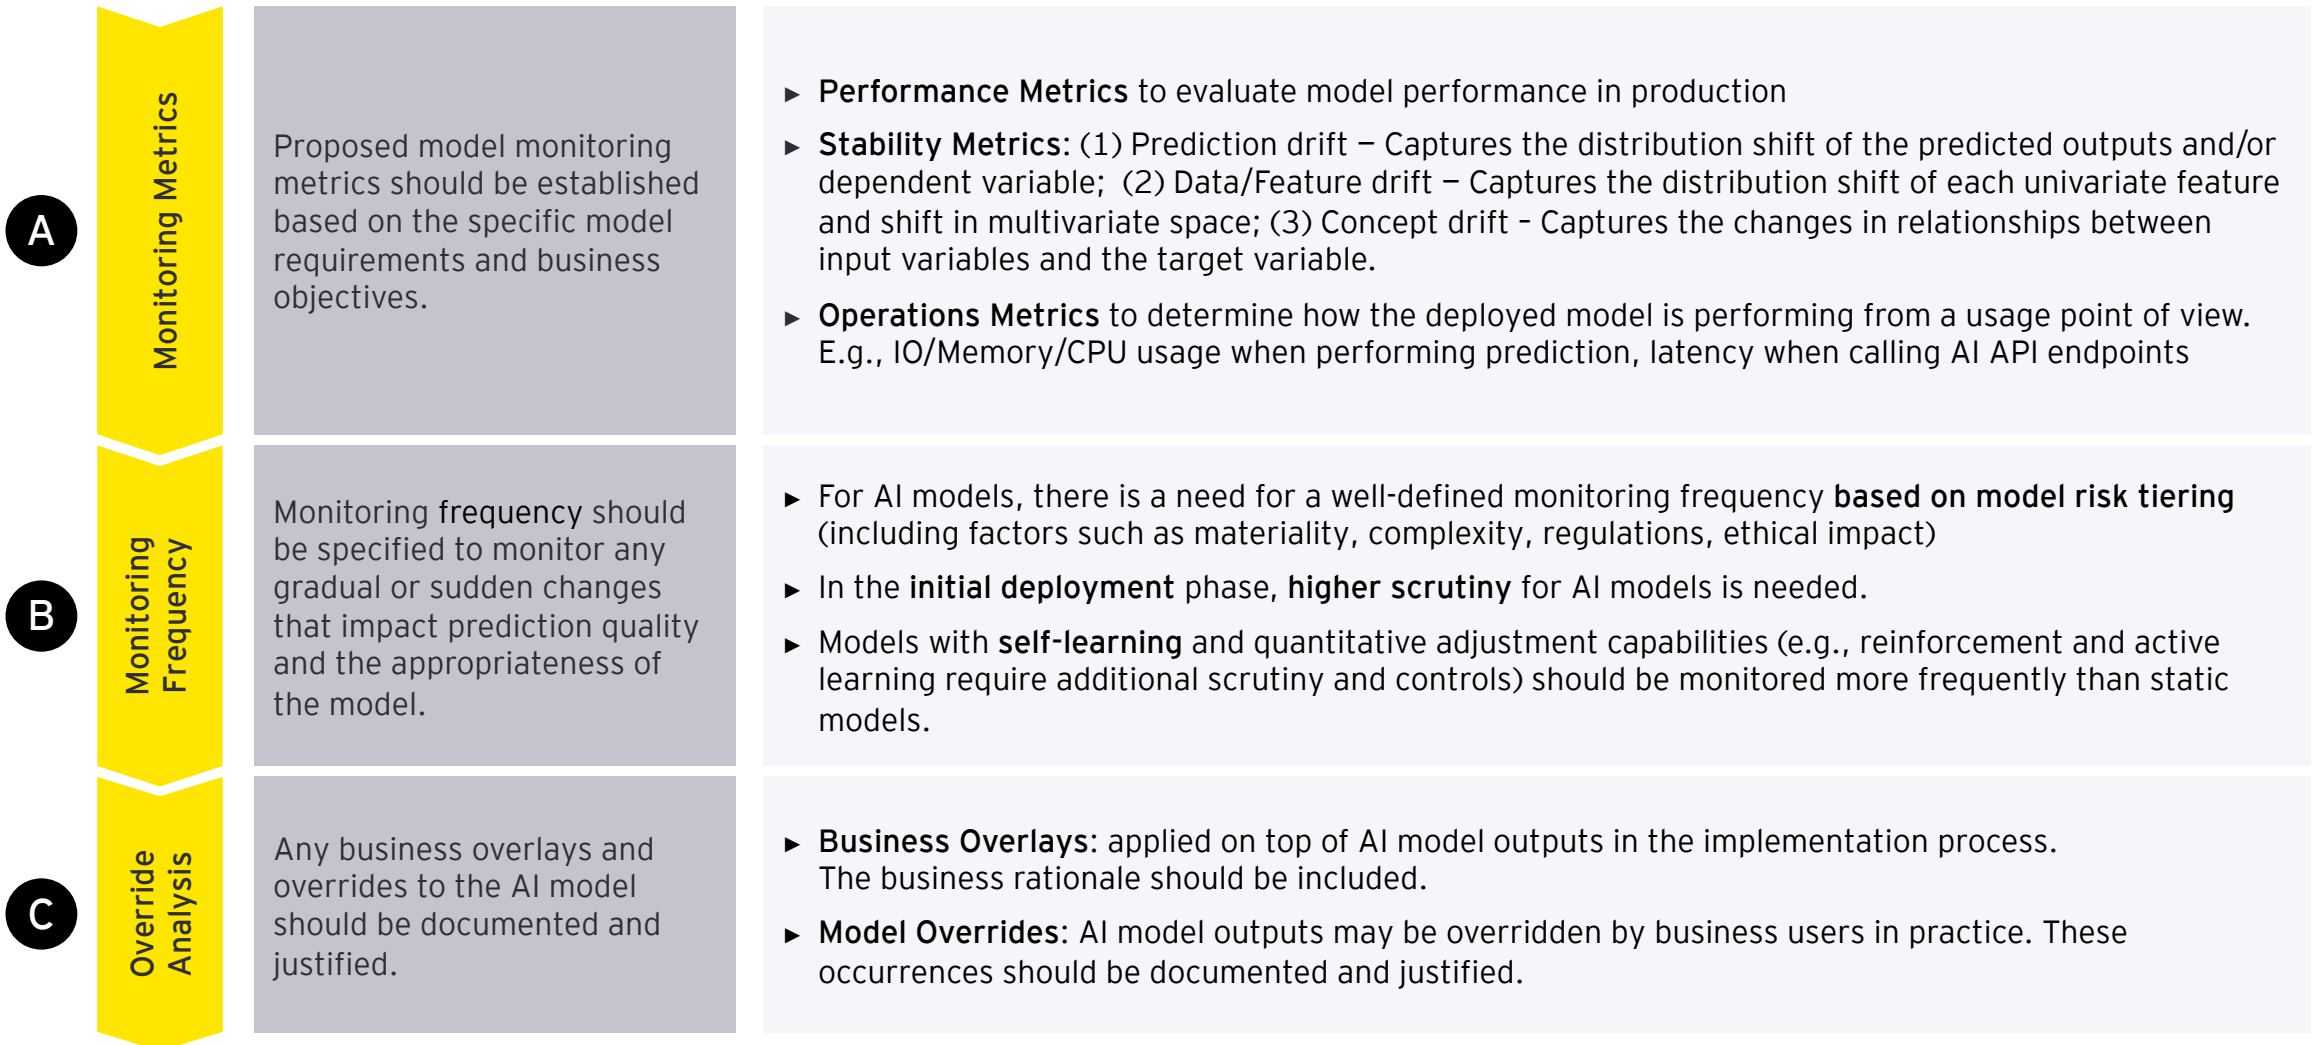 A
Monitoring Metrics
Proposed model monitoring
metrics should be established
based on the specific model
requirements and business
objectives.
► Performance Metrics to evaluate model performance in production
► Stability Metrics: (1) Prediction drift – Captures the distribution shift of the predicted outputs and/or
dependent variable;  (2) Data/Feature drift – Captures the distribution shift of each univariate feature
and shift in multivariate space; (3) Concept drift - Captures the changes in relationships between
input variables and the target variable.
► Operations Metrics to determine how the deployed model is performing from a usage point of view.
E.g., IO/Memory/CPU usage when performing prediction, latency when calling AI API endpoints
B
Monitoring
Frequency
Monitoring frequency should
be specified to monitor any
gradual or sudden changes
that impact prediction quality
and the appropriateness of
the model.
► For AI models, there is a need for a well-defined monitoring frequency based on model risk tiering
(including factors such as materiality, complexity, regulations, ethical impact)
► In the initial deployment phase, higher scrutiny for AI models is needed.
► Models with self-learning and quantitative adjustment capabilities (e.g., reinforcement and active
learning require additional scrutiny and controls) should be monitored more frequently than static
models.
C
Override
Analysis
Any business overlays and
overrides to the AI model
should be documented and
justified.
► Business Overlays: applied on top of AI model outputs in the implementation process.
The business rationale should be included.
► Model Overrides: AI model outputs may be overridden by business users in practice. These
occurrences should be documented and justified.